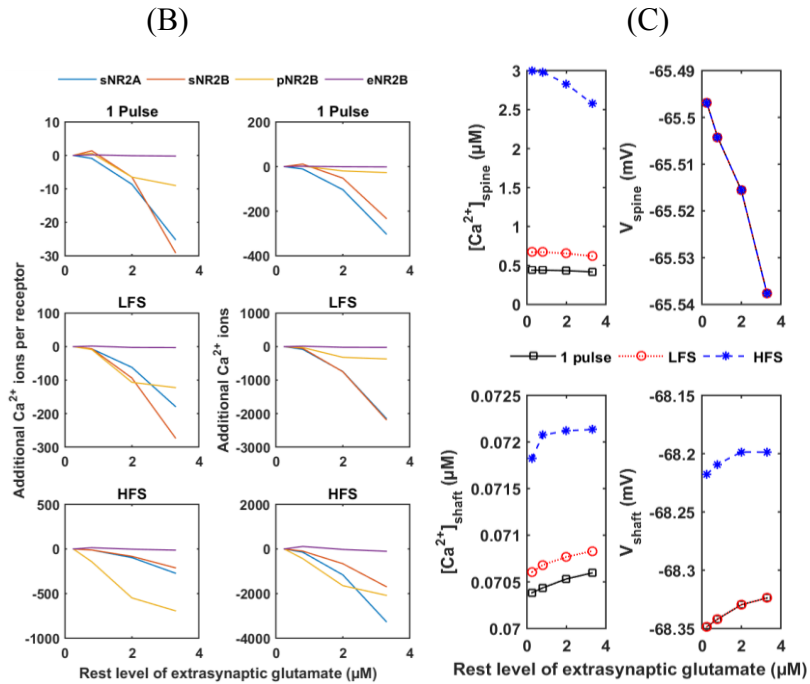 (B)
sNR2A sNR2B pNR2B eNR2B
1 Pulse 1 Pulse
10 200
0 0
-10
-200
-20
-30 -400
0 2 4 0 2 4
LFS LFS
100 1000
0 0
-100 -1000
-200 -2000
-300 -3000
0 2 4 0 2 4
HFS HFS
500 2000
0 0
-500 -2000
-1000 -4000
0 2 4 0 2 4
Additional Ca²⁺ ions per receptor
Additional Ca²⁺ ions
Rest level of extrasynaptic glutamate (μM)
(C)
3 -65.49
2.5 -65.5
2 -65.51
1.5
1 -65.52
0.5 -65.53
0 -65.54
0 2 4 0 2 4
[Ca²⁺]spine (μM)
Vspine (mV)
1 pulse LFS HFS
0.0725 -68.15
0.072 -68.2
0.0715
0.071 -68.25
0.0705 -68.3
0.07 -68.35
0 2 4 0 2 4
[Ca²⁺]shaft (μM)
Vshaft (mV)
Rest level of extrasynaptic glutamate (μM)